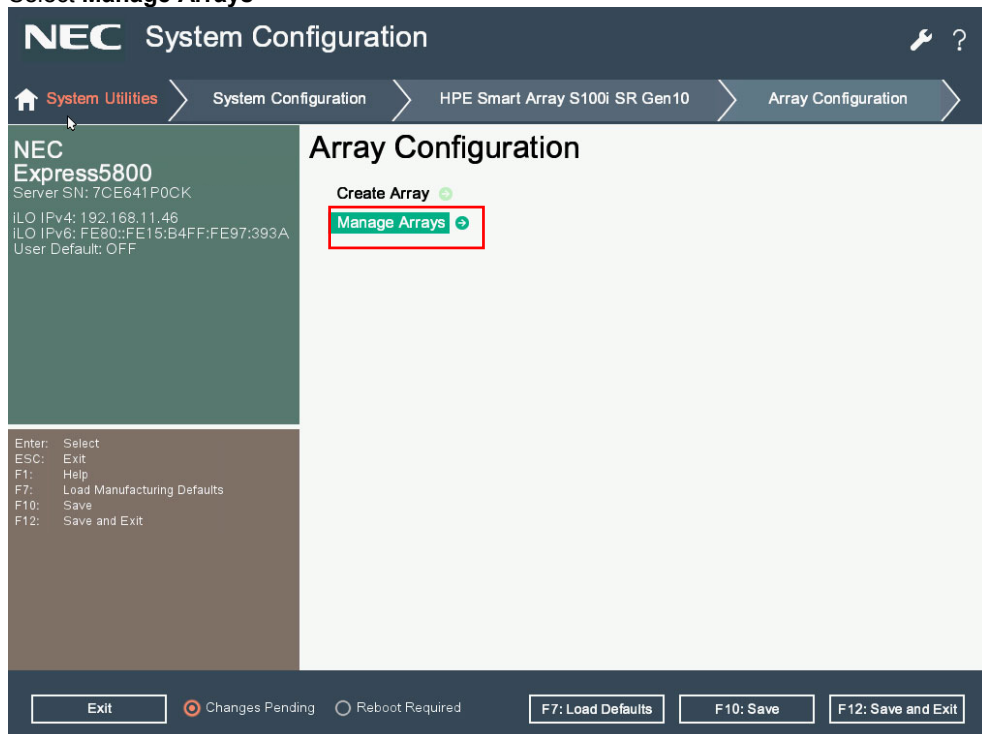 Select Manage Arrays
NEC System Configuration
?
System Utilities
System Configuration
HPE Smart Array S100i SR Gen10
Array Configuration
NEC
Express5800
Server SN: 7CE641P0CK
iLO IPv4: 192.168.11.46
iLO IPv6: FE80::FE15:B4FF:FE97:393A
User Default: OFF
Array Configuration
Create Array
Manage Arrays
Enter: Select
ESC: Exit
F1: Help
F7: Load Manufacturing Defaults
F10: Save
F12: Save and Exit
Exit
Changes Pending
Reboot Required
F7: Load Defaults
F10: Save
F12: Save and Exit